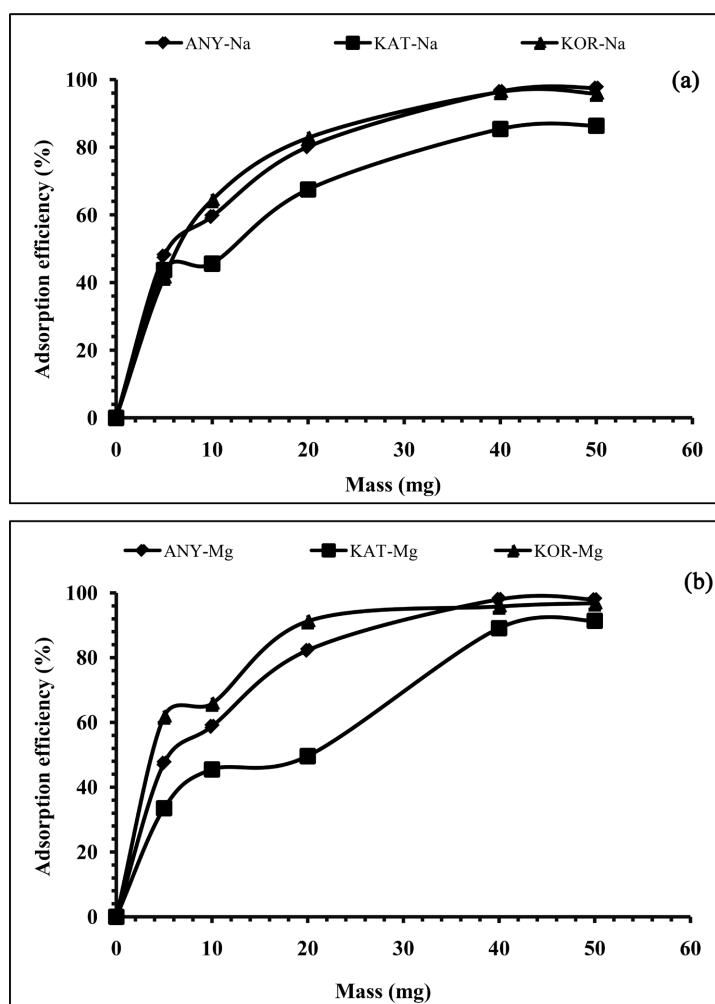 ANY-Na KAT-Na KOR-Na
(a)
Adsorption efficiency (%)
100
80
60
40
20
0
0 10 20 30 40 50 60
Mass (mg)
ANY-Mg KAT-Mg KOR-Mg
(b)
Adsorption efficiency (%)
100
80
60
40
20
0
0 10 20 30 40 50 60
Mass (mg)